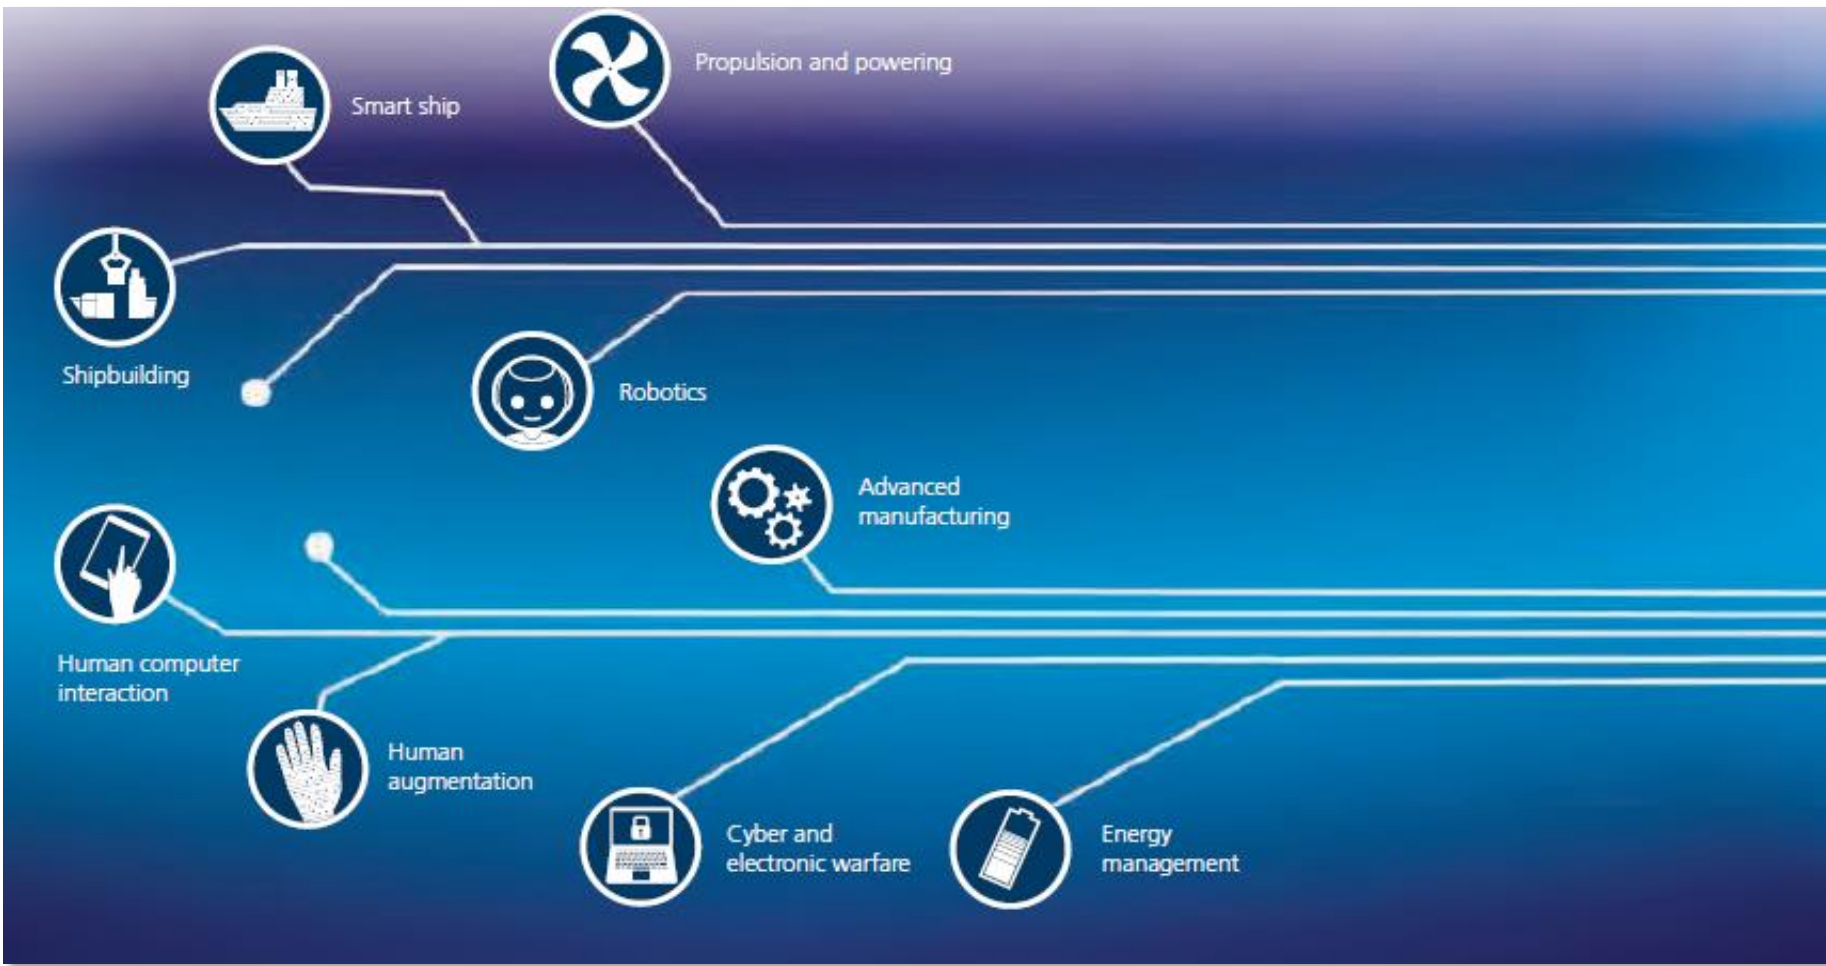 Propulsion and powering
Smart ship
Shipbuilding
Robotics
Advanced
manufacturing
Human computer
interaction
Human
augmentation
Cyber and
electronic warfare
Energy
management